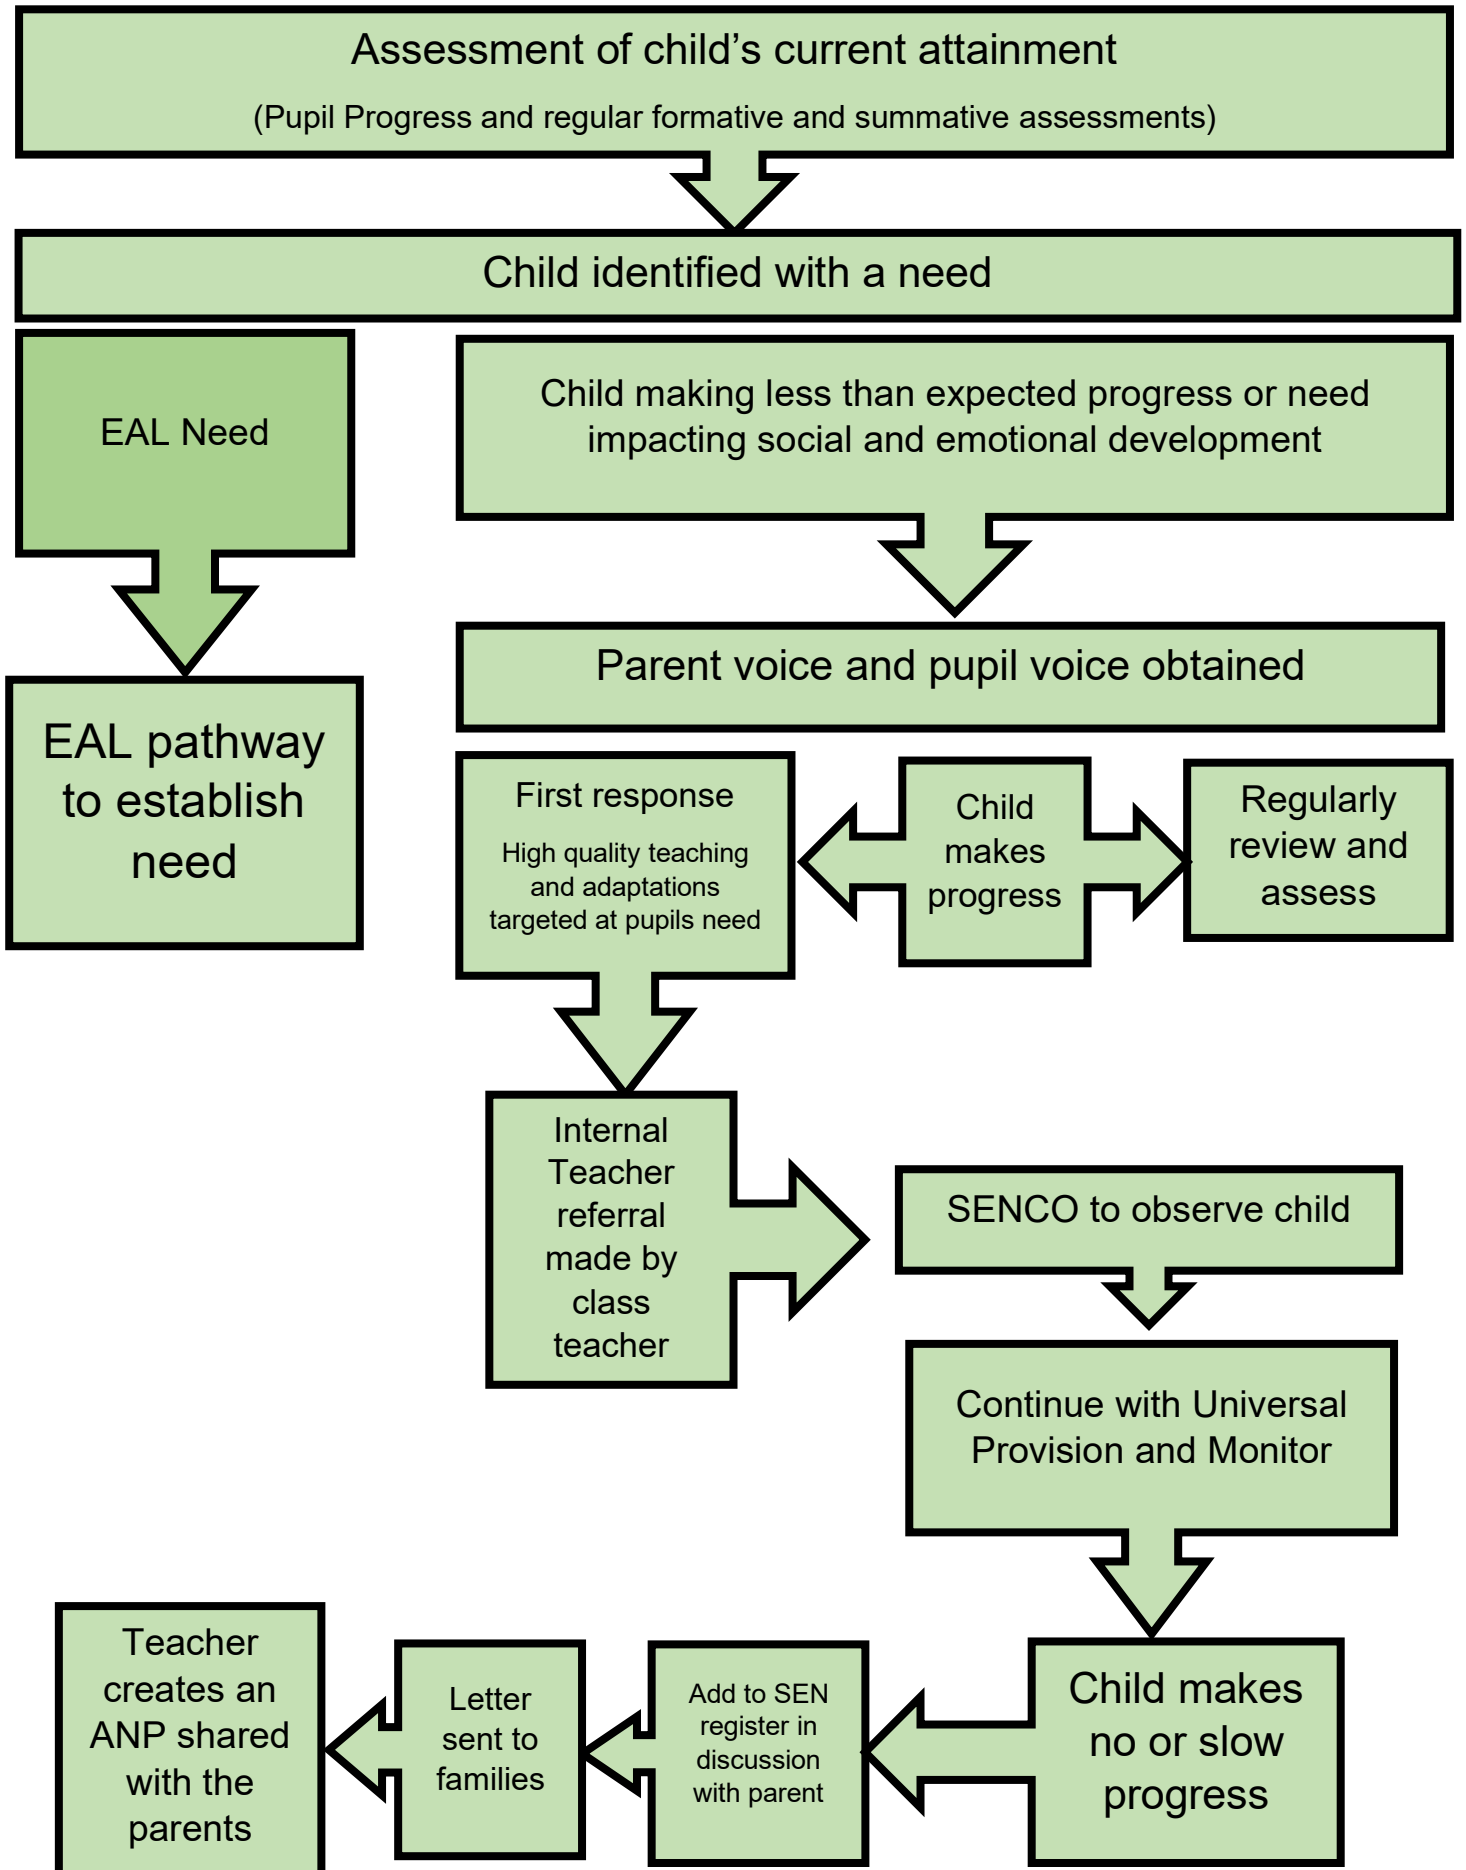 Assessment of child’s current attainment
(Pupil Progress and regular formative and summative assessments)
Child identified with a need
EAL Need
Child making less than expected progress or need
impacting social and emotional development
EAL pathway
to establish
need
Parent voice and pupil voice obtained
First response
High quality teaching
and adaptations
targeted at pupils need
Child
makes
progress
Regularly
review and
assess
Internal
Teacher
referral
made by
class
teacher
SENCO to observe child
Continue with Universal
Provision and Monitor
Child makes
no or slow
progress
Add to SEN
register in
discussion
with parent
Letter
sent to
families
Teacher
creates an
ANP shared
with the
parents